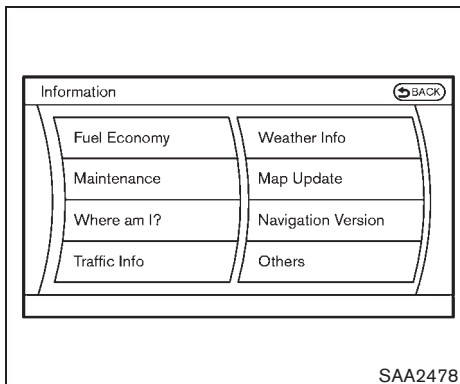 Information
BACK
Fuel Economy
Weather Info
Maintenance
Map Update
Where am I?
Navigation Version
Traffic Info
Others
SAA2478